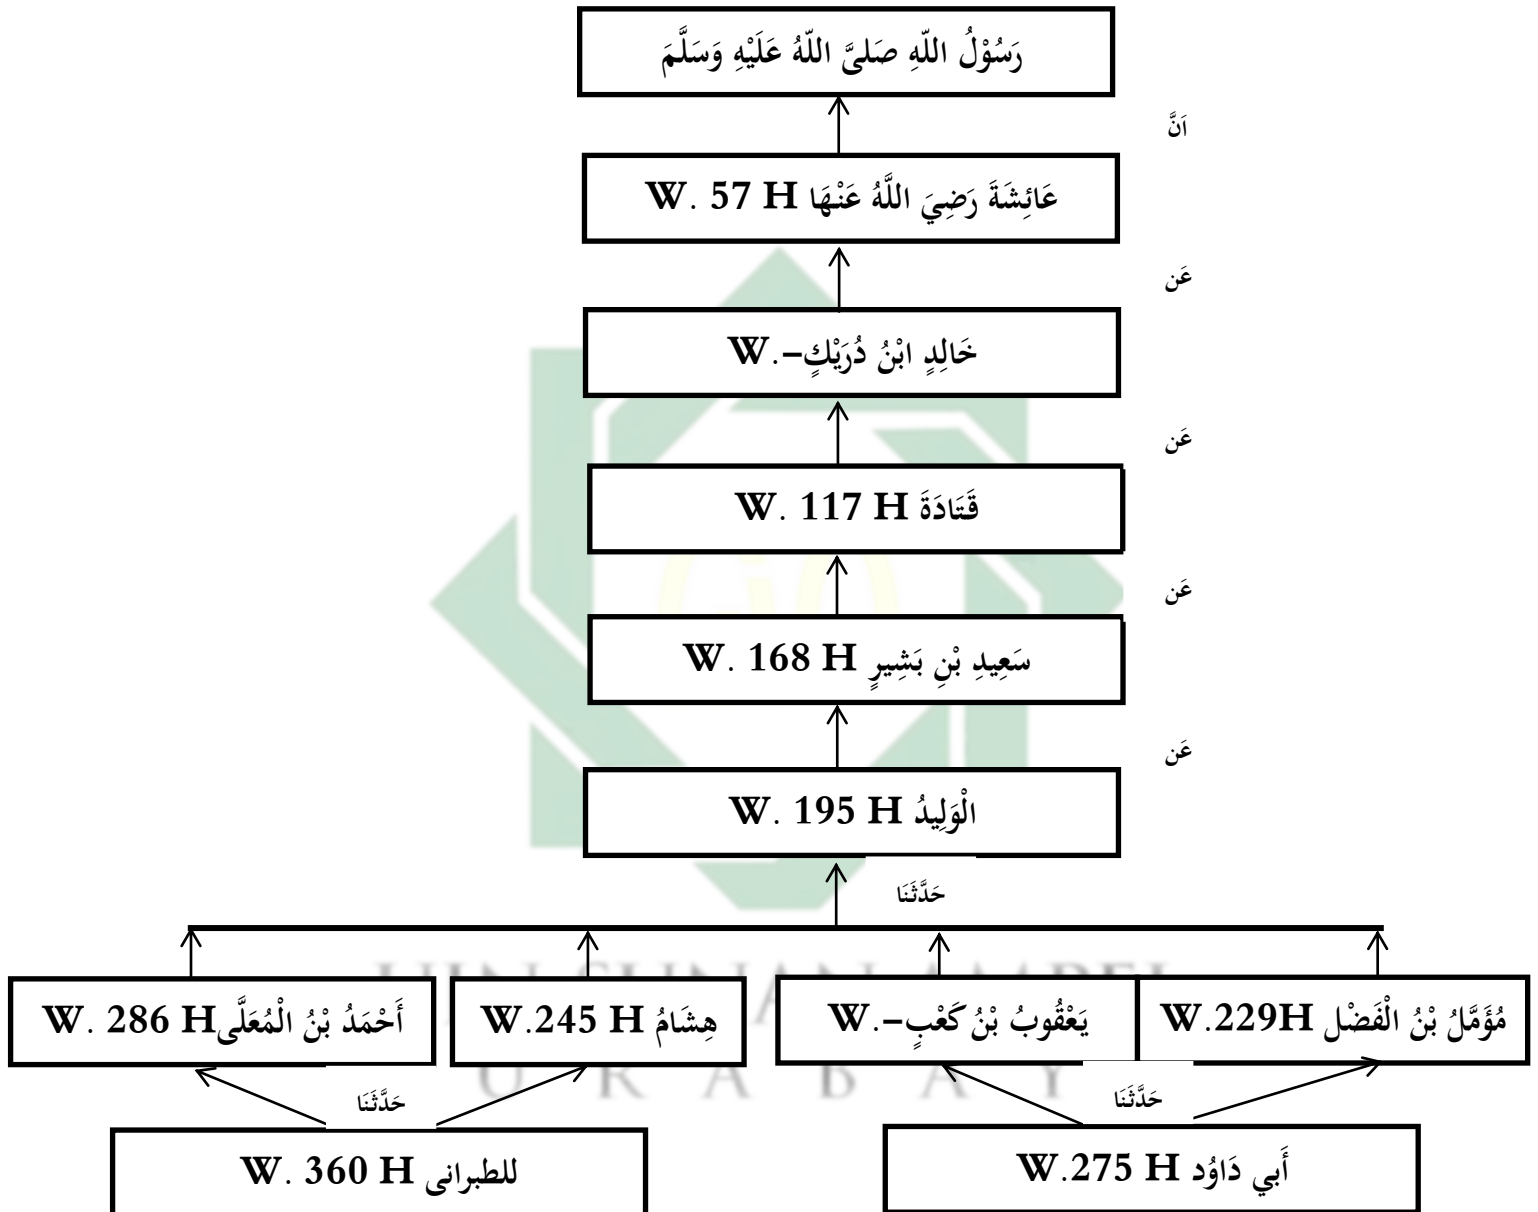 رَسُوْلُ اللّهِ صَلىَّ اللّهُ عَلَيْهِ وَسَلَّمَ
اَنَّ
عَائِشَةَ رَضِيَ اللَّهُ عَنْهَا W. 57 H
عَن
خَالِدٍ ابْنُ دُرَيْكٍ W.–
عَن
قَتَادَةَ W. 117 H
عَن
سَعِيدِ بْنِ بَشِيرٍ W. 168 H
عَن
الْوَلِيدُ W. 195 H
حَدَّثَنَا
مُؤَمَّلُ بْنُ الْفَضْل W.229H
يَعْقُوبُ بْنُ كَعْبٍ W.–
هِشَامُ W.245 H
أَحْمَدُ بْنُ الْمُعَلَّى W. 286 H
حَدَّثَنَا
حَدَّثَنَا
أَبي دَاوُد W.275 H
للطبرانى W. 360 H